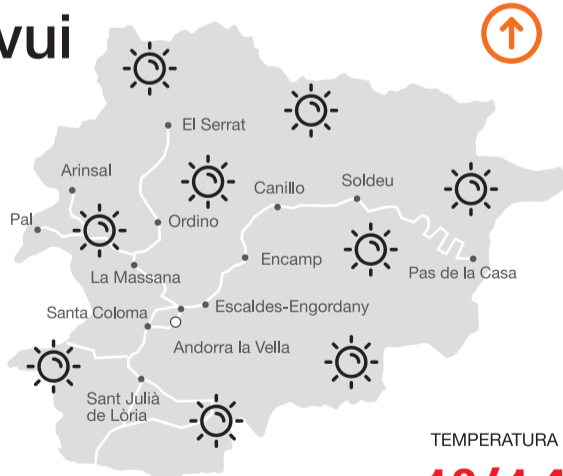 El Serrat
Arinsal
Canillo
Soldeu
Pal
Ordino
Encamp
La Massana
Pas de la Casa
Santa Coloma
Escaldes-Engordany
Andorra la Vella
Sant Julià
de Lòria
TEMPERATURA